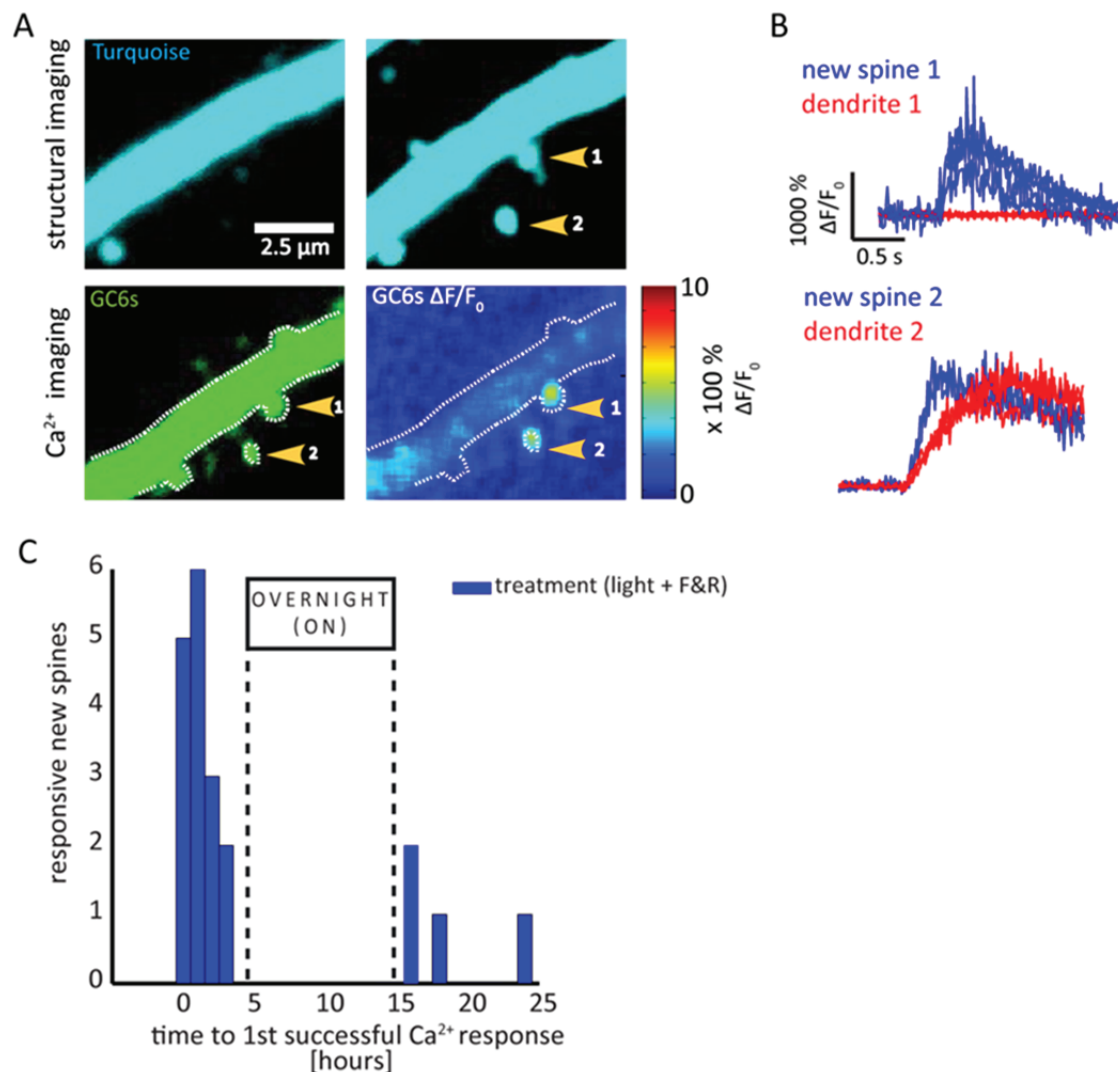 A
structural imaging
Turquoise
2.5 µm
1
2
Ca²⁺ imaging
GC6s
1
2
GC6s ΔF/F₀
1
2
10
0
x 100 %
ΔF/F₀
B
new spine 1
dendrite 1
1000 %
ΔF/F₀
0.5 s
new spine 2
dendrite 2
C
responsive new spines
6
5
4
3
2
1
0
OVERNIGHT
(ON)
treatment (light + F&R)
0 5 10 15 20 25
time to 1st successful Ca²⁺ response
[hours]